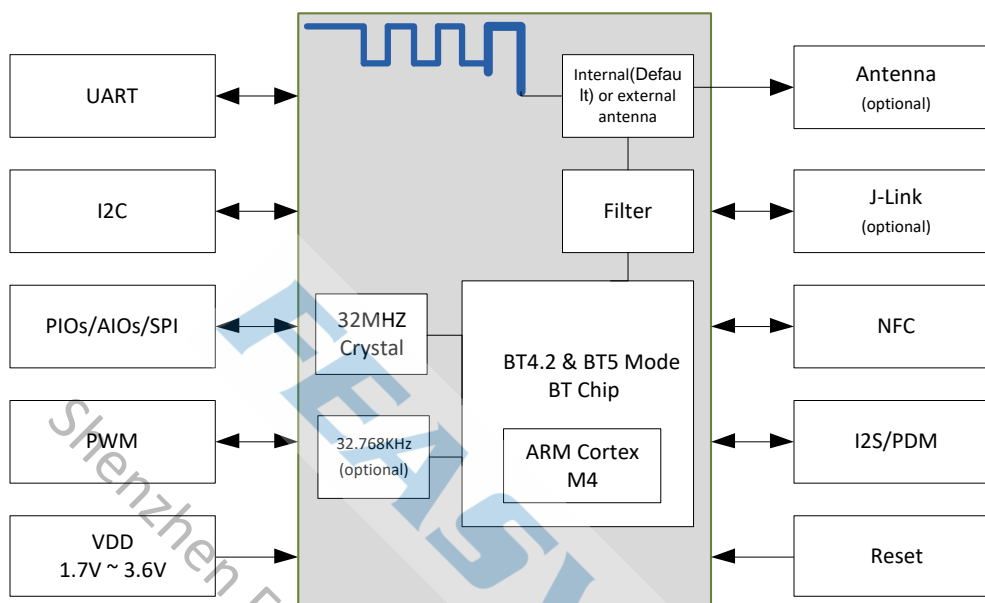 UART
I2C
PIOs/AIOs/SPI
PWM
VDD
1.7V ~ 3.6V
Internal(Defau
lt) or external
antenna
Filter
32MHZ
Crystal
32.768KHz
(optional)
BT4.2 & BT5 Mode
BT Chip
ARM Cortex
M4
Antenna
(optional)
J-Link
(optional)
NFC
I2S/PDM
Reset
Shenzhen
FEASY